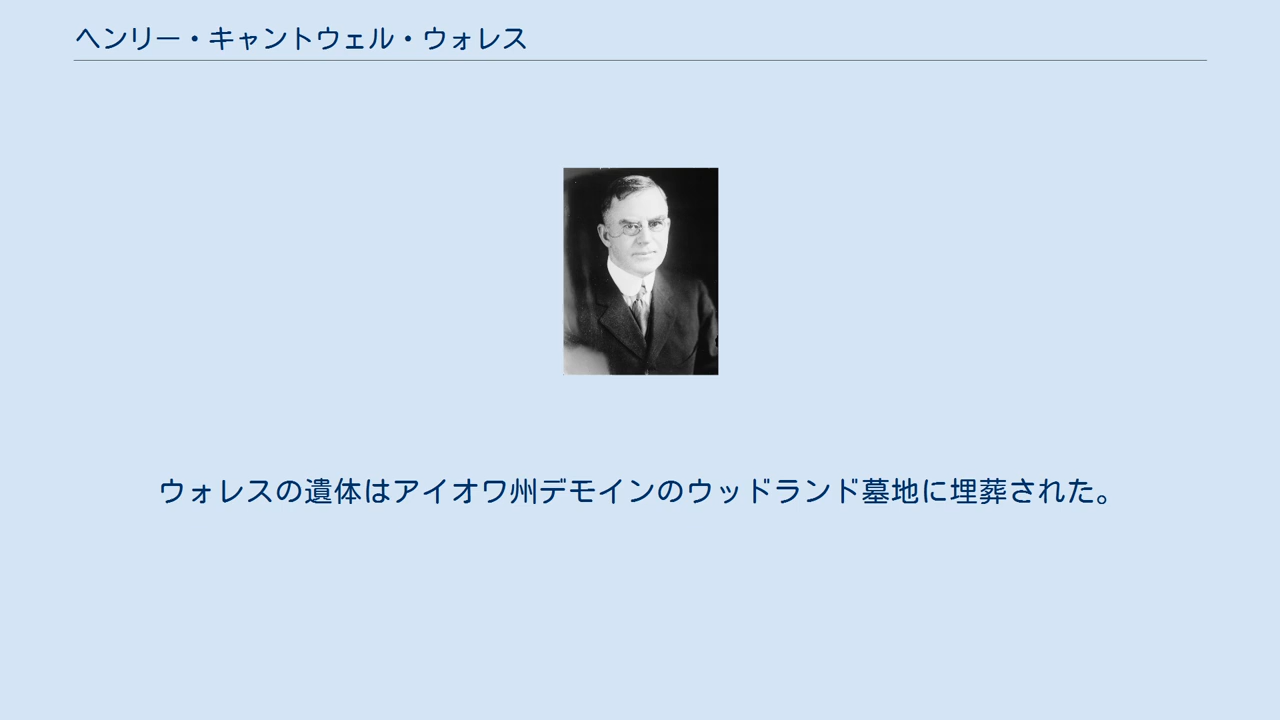 ヘンリー・キャントウェル・ウォレス
ウォレスの遺体はアイオワ州デモインのウッドランド墓地に埋葬された。